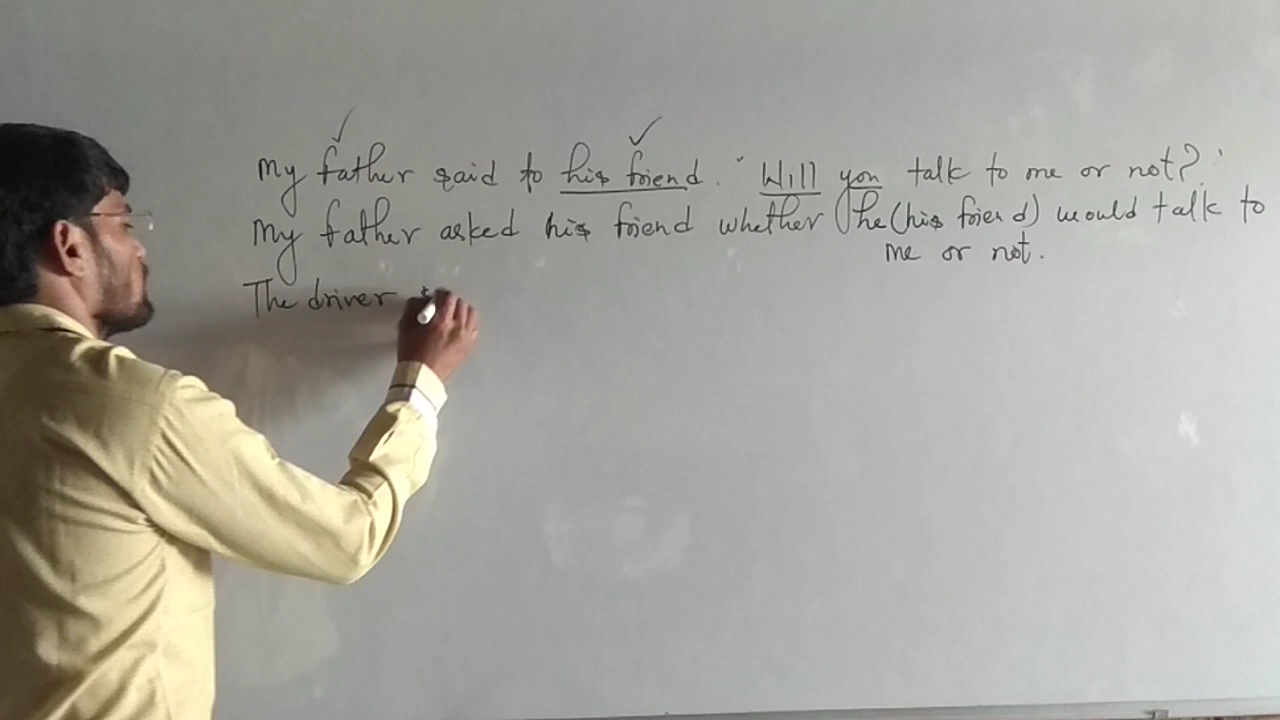 My father said to his friend. "Will you talk to me or not?'
My father asked his friend whether he (his friend) would talk to
me or not.
The driver